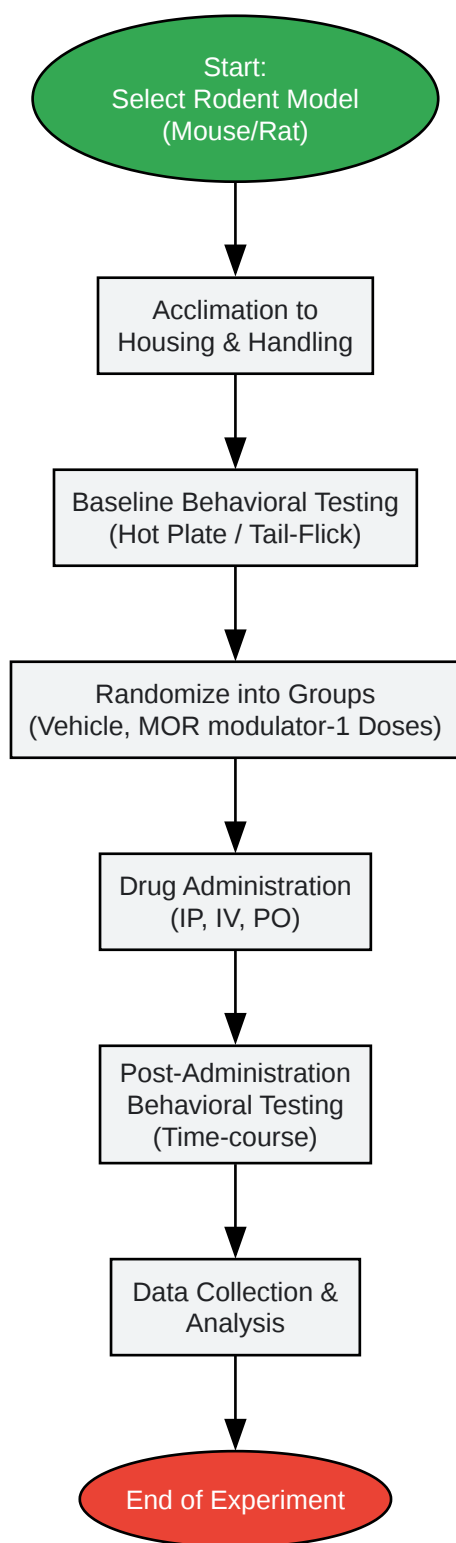 Start:
Select Rodent Model
(Mouse/Rat)
Acclimation to
Housing & Handling
Baseline Behavioral Testing
(Hot Plate / Tail-Flick)
Randomize into Groups
(Vehicle, MOR modulator-1 Doses)
Drug Administration
(IP, IV, PO)
Post-Administration
Behavioral Testing
(Time-course)
Data Collection &
Analysis
End of Experiment